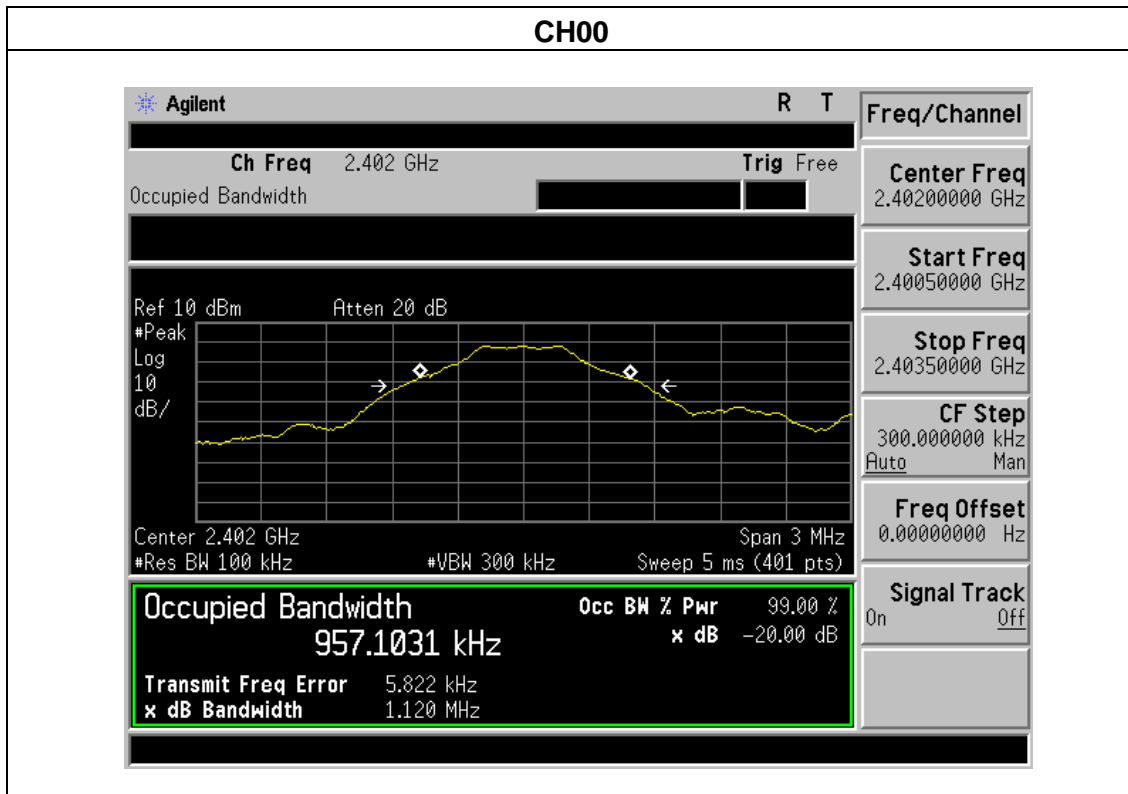 CH00
Agilent R T
Ch Freq 2.402 GHz Trig Free
Occupied Bandwidth
Ref 10 dBm Atten 20 dB
#Peak
Log
10
dB/
Center 2.402 GHz Span 3 MHz
#Res BW 100 kHz #VBW 300 kHz Sweep 5 ms (401 pts)
Occupied Bandwidth Occ BW % Pwr 99.00 %
957.1031 kHz x dB -20.00 dB
Transmit Freq Error 5.822 kHz
x dB Bandwidth 1.120 MHz
Freq/Channel
Center Freq
2.40200000 GHz
Start Freq
2.40050000 GHz
Stop Freq
2.40350000 GHz
CF Step
300.000000 kHz
Auto Man
Freq Offset
0.00000000 Hz
Signal Track
On Off